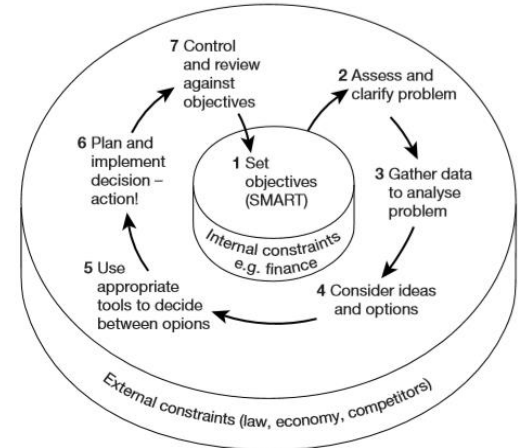 7 Control
and review
against
objectives
2 Assess and
clarify problem
6 Plan and
implement
decision –
action!
1 Set
objectives
(SMART)
3 Gather data
to analyse
problem
Internal constraints
e.g. finance
5 Use
appropriate
tools to decide
between opions
4 Consider ideas
and options
External constraints (law, economy, competitors)